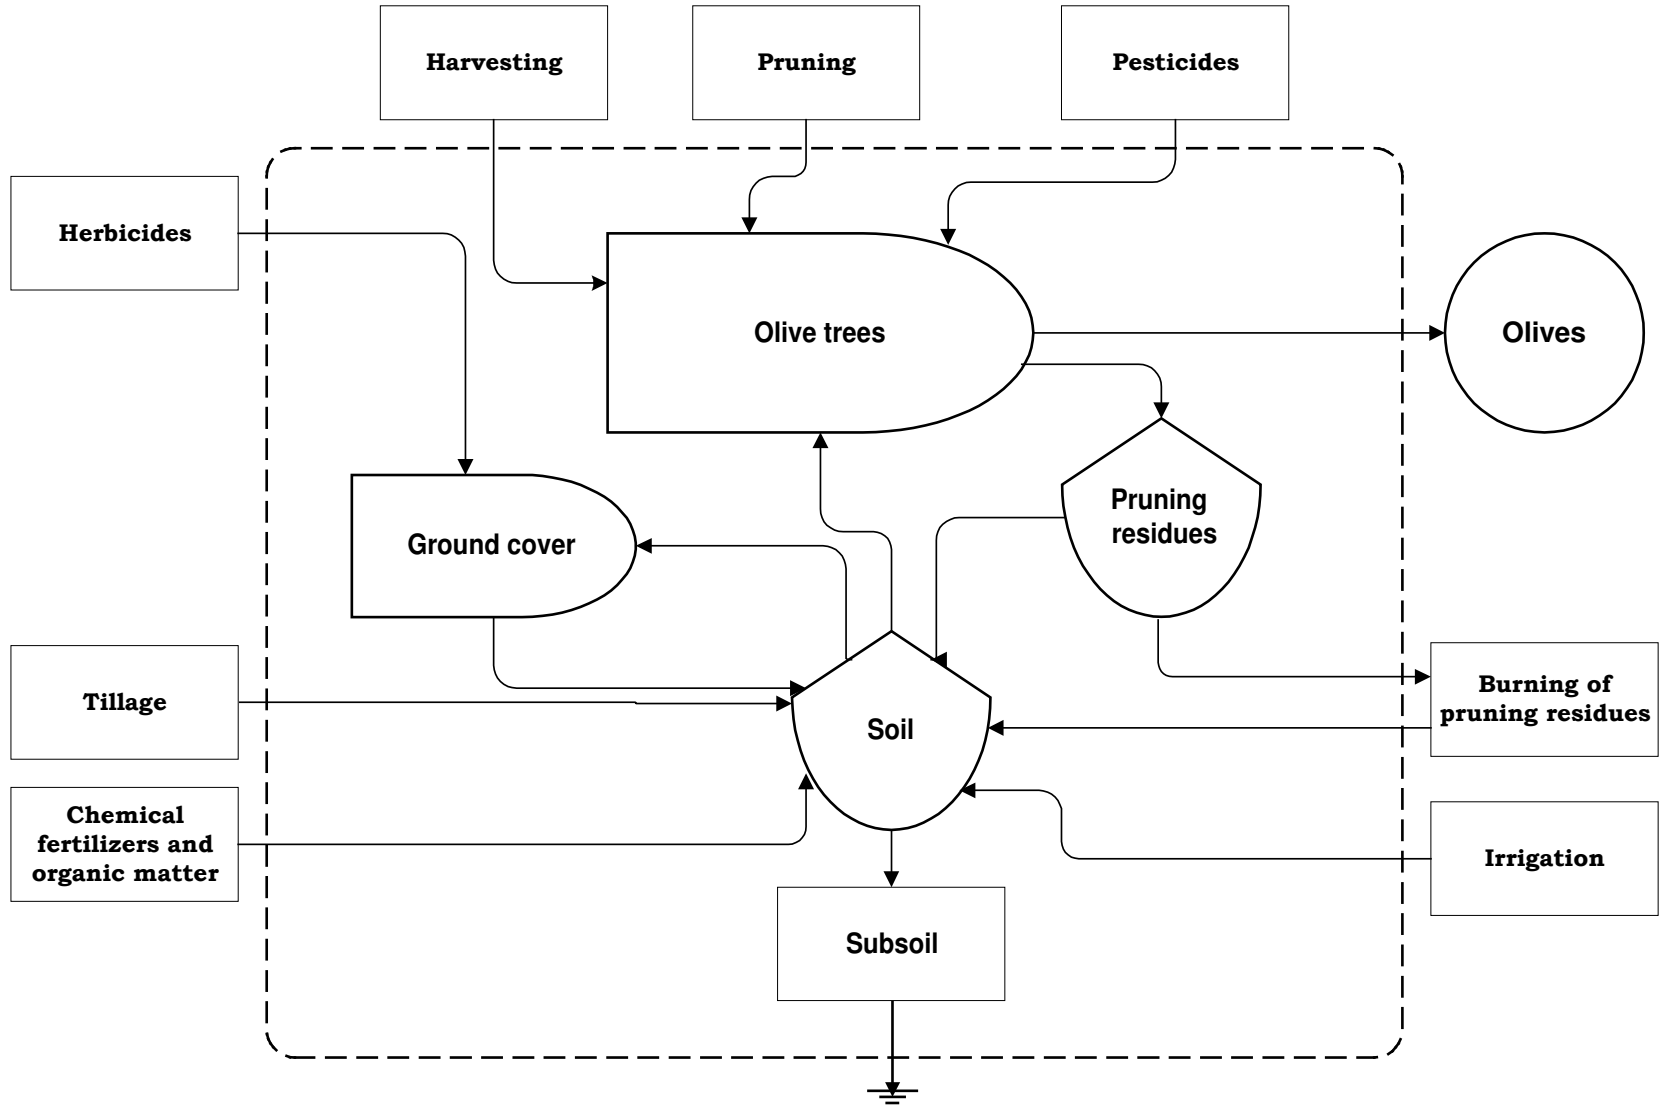 Harvesting
Pruning
Pesticides
Herbicides
Olive trees
Olives
Pruning
residues
Ground cover
Tillage
Soil
Burning of
pruning residues
Chemical
fertilizers and
organic matter
Irrigation
Subsoil